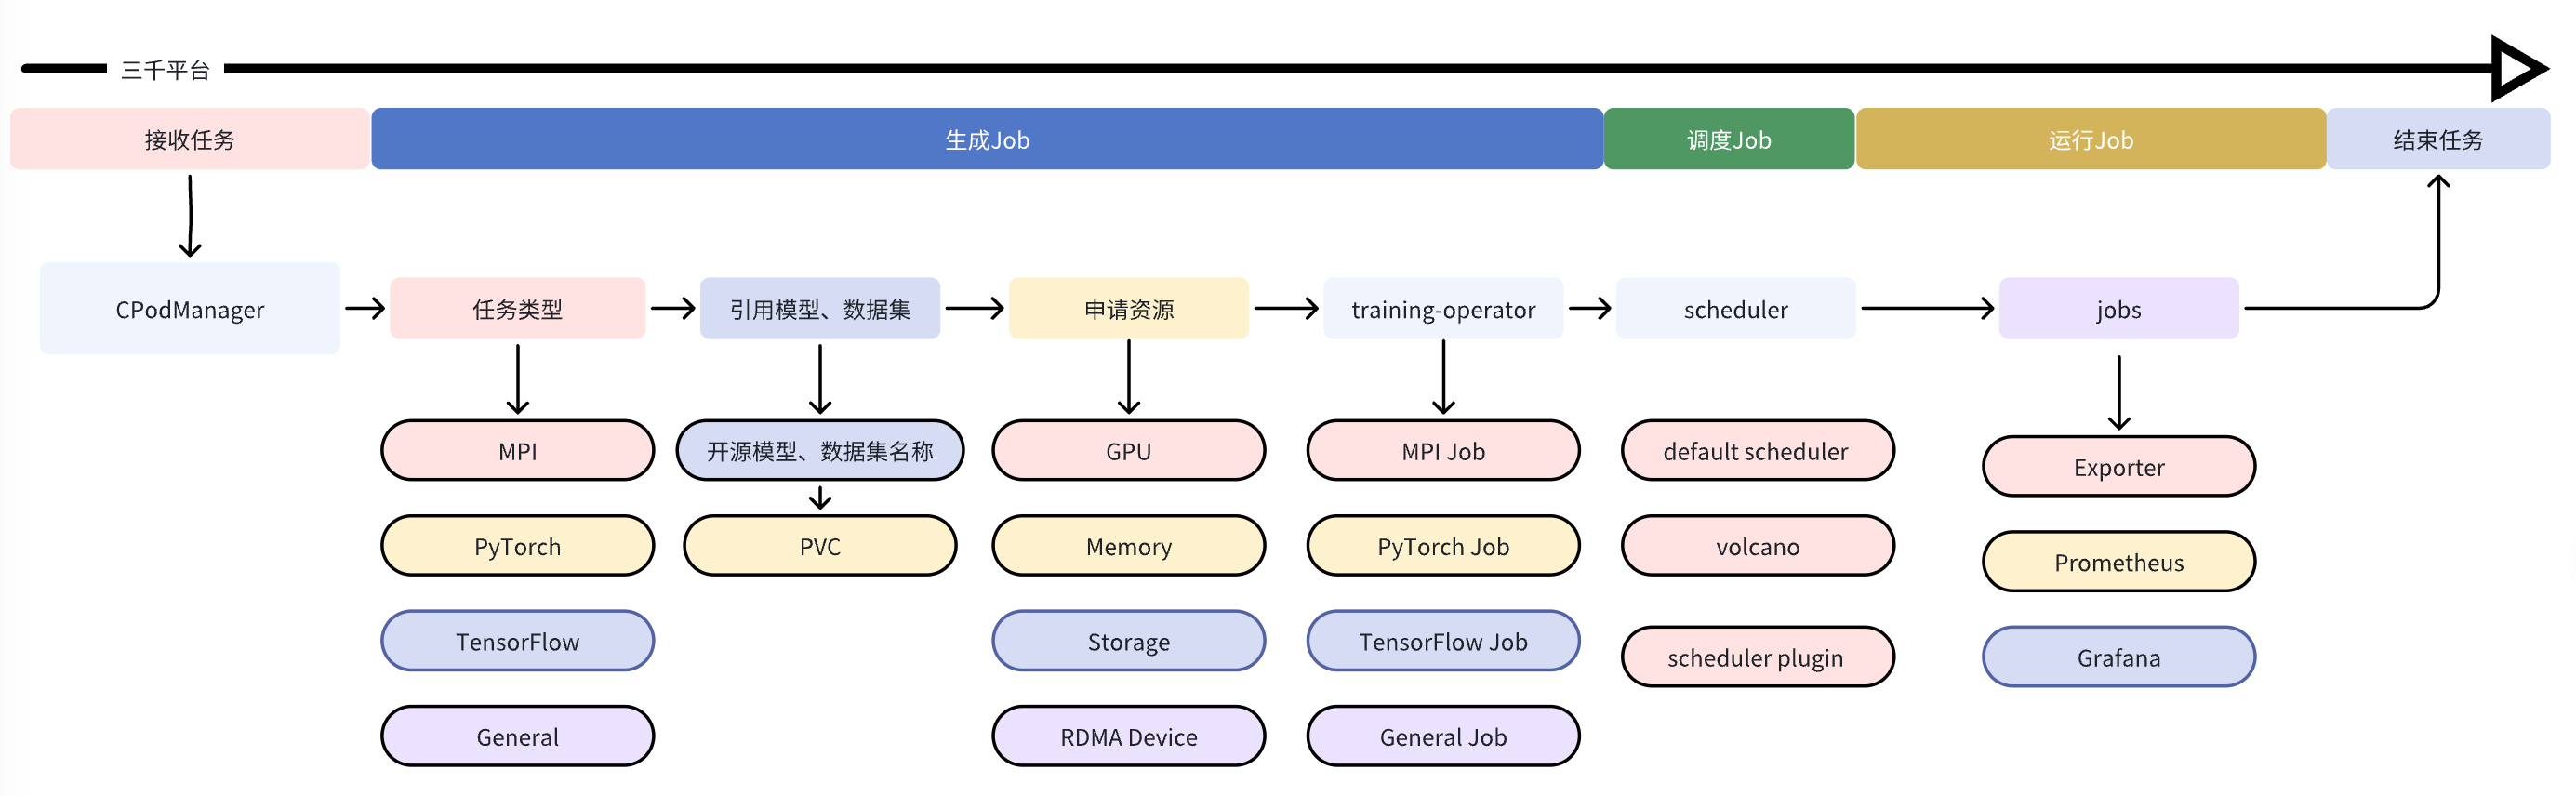 三千平台
接收任务
生成Job
调度Job
运行Job
结束任务
CPodManager
任务类型
引用模型、数据集
申请资源
training-operator
scheduler
jobs
MPI
开源模型、数据集名称
GPU
MPI Job
default scheduler
Exporter
PyTorch
PVC
Memory
PyTorch Job
volcano
Prometheus
TensorFlow
Storage
TensorFlow Job
scheduler plugin
Grafana
General
RDMA Device
General Job